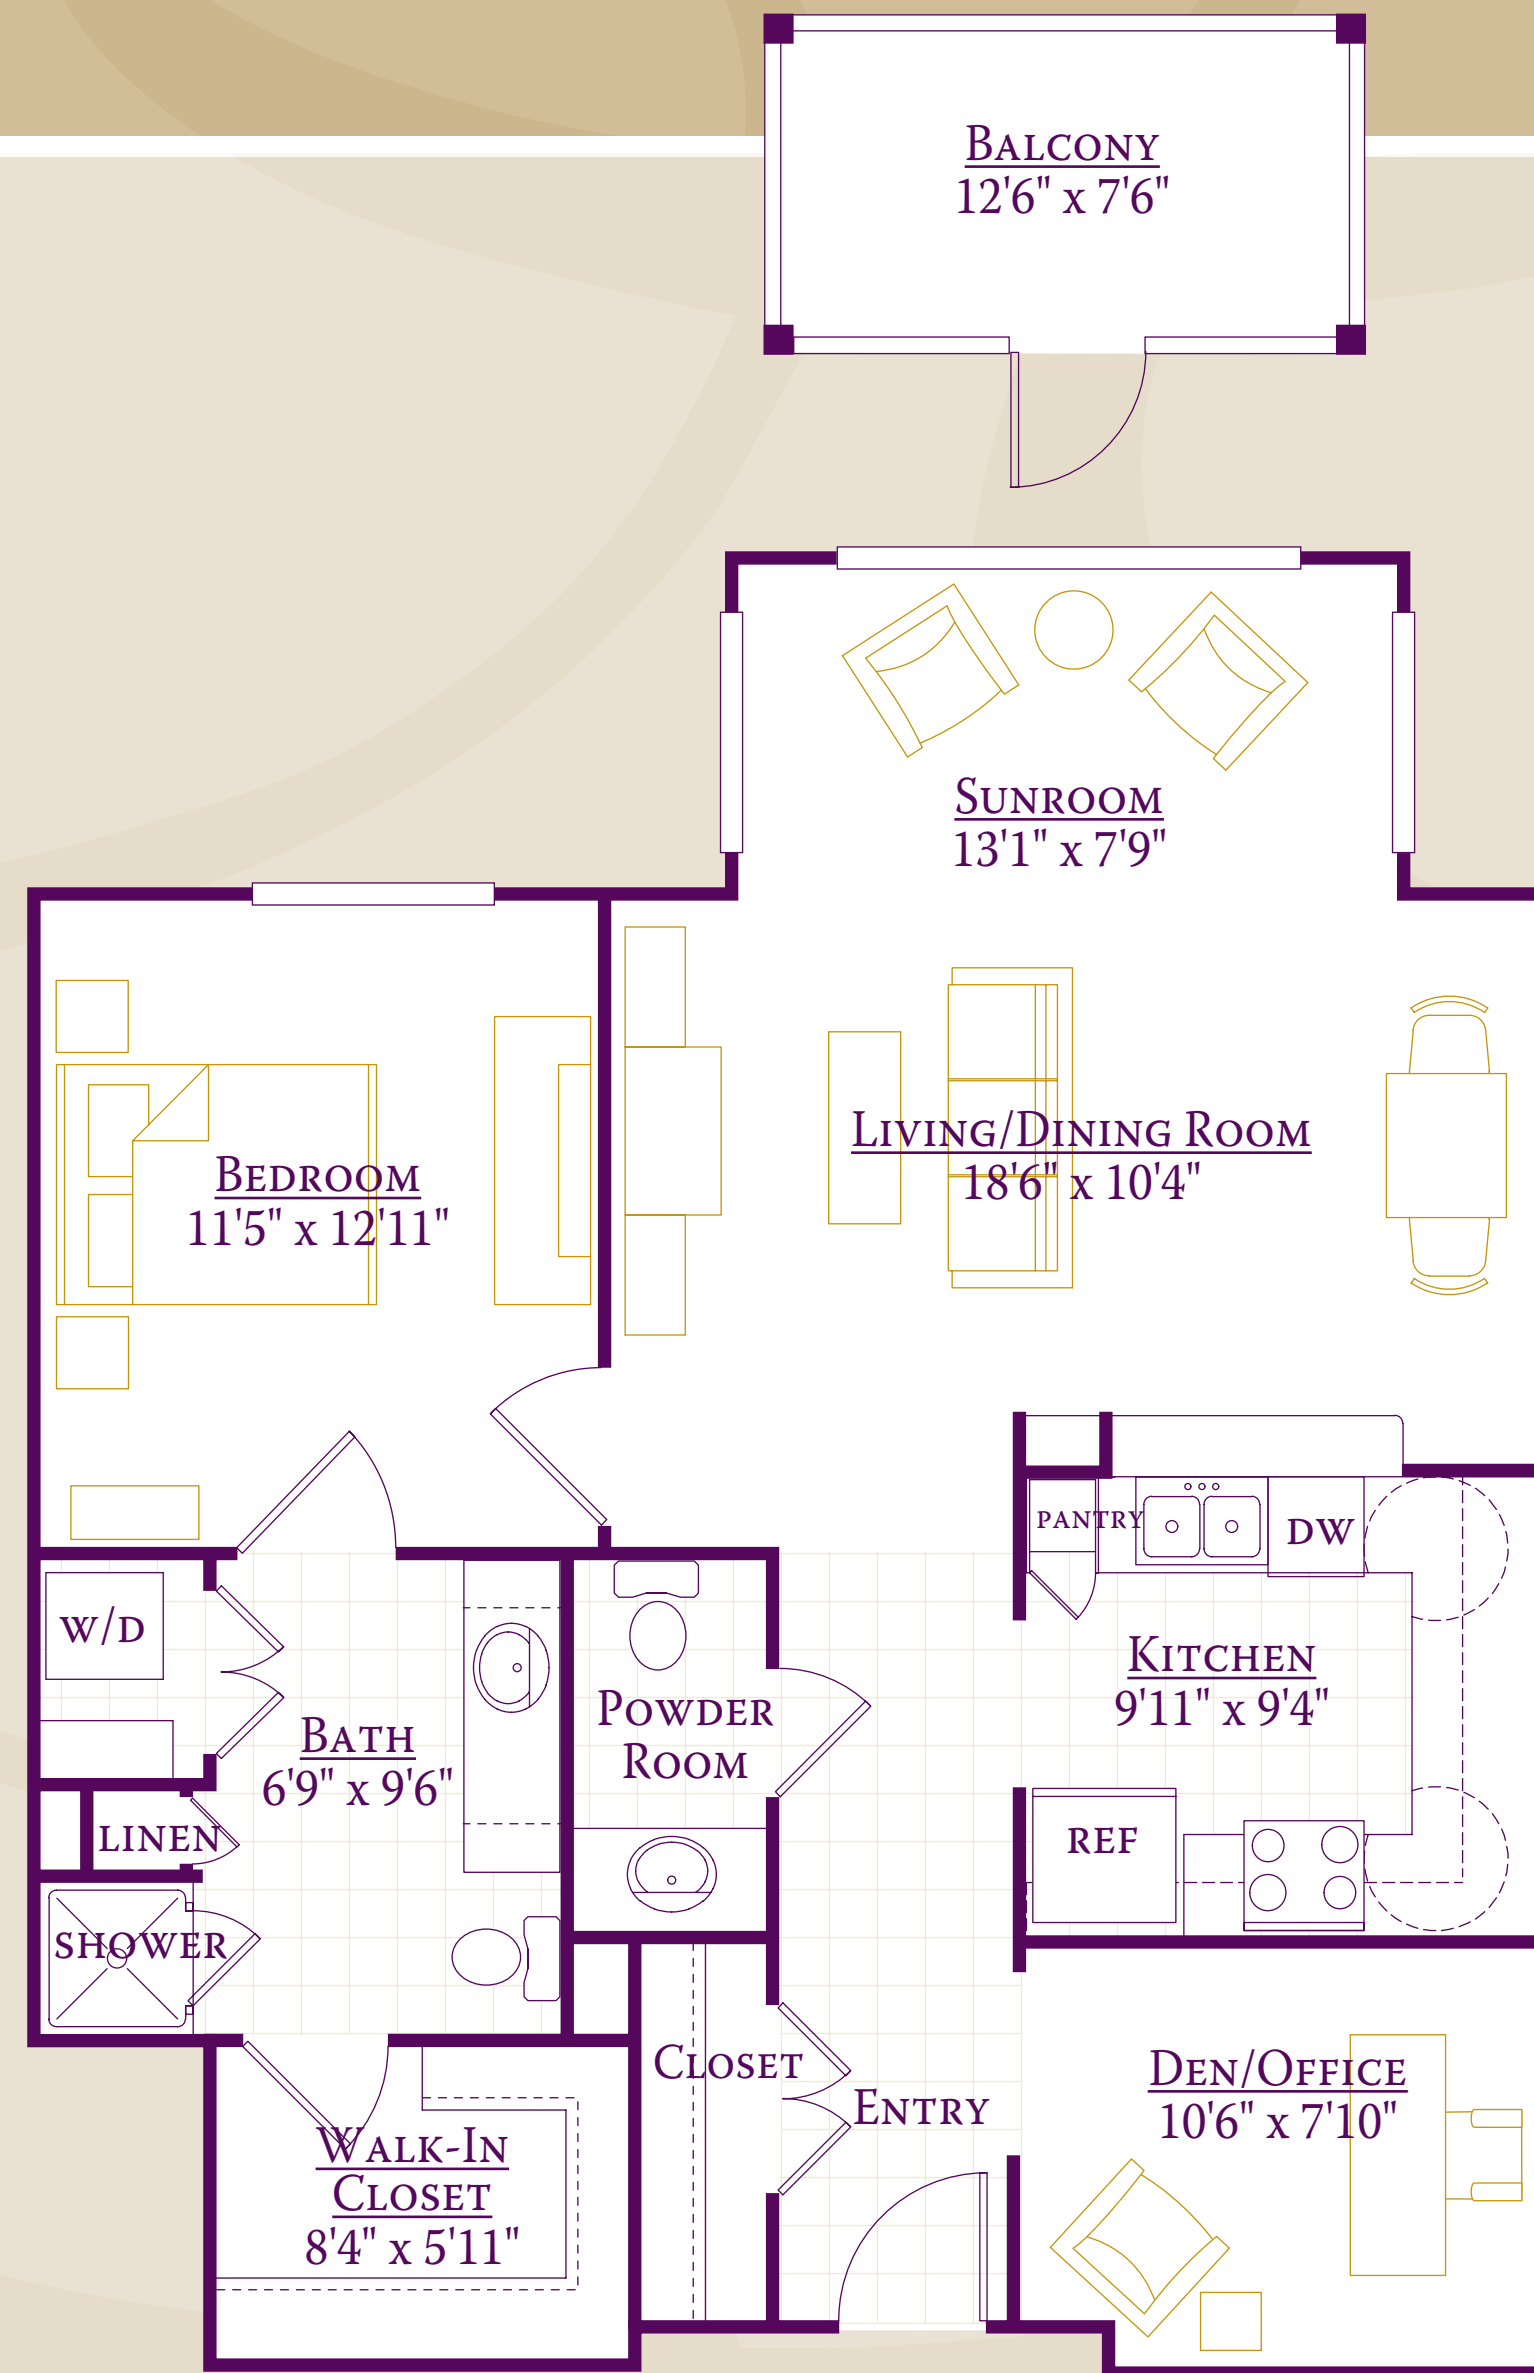 Balcony
12'6" x 7'6"
Sunroom
13'1" x 7'9"
Living/Dining Room
18'6" x 10'4"
Bedroom
11'5" x 12'11"
PANTRY
DW
W/D
Kitchen
9'11" x 9'4"
Powder
Room
Bath
6'9" x 9'6"
LINEN
REF
SHOWER
Closet
Entry
Den/Office
10'6" x 7'10"
Walk-In
Closet
8'4" x 5'11"